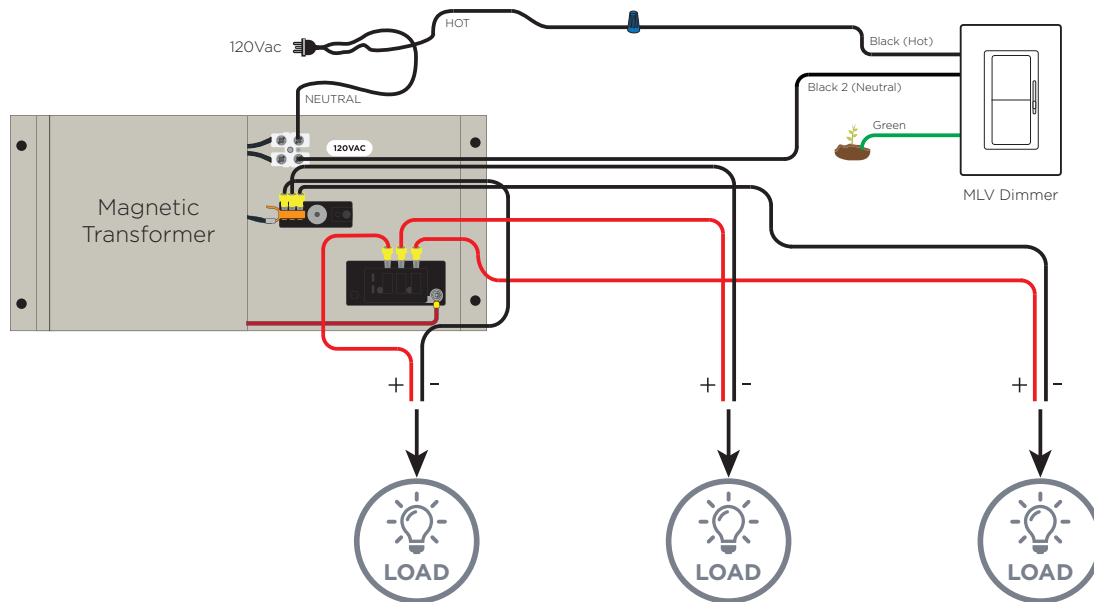 HOT
120Vac
Black (Hot)
NEUTRAL
Black 2 (Neutral)
Green
120VAC
MLV Dimmer
Magnetic
Transformer
+ -
+ -
+ -
LOAD
LOAD
LOAD